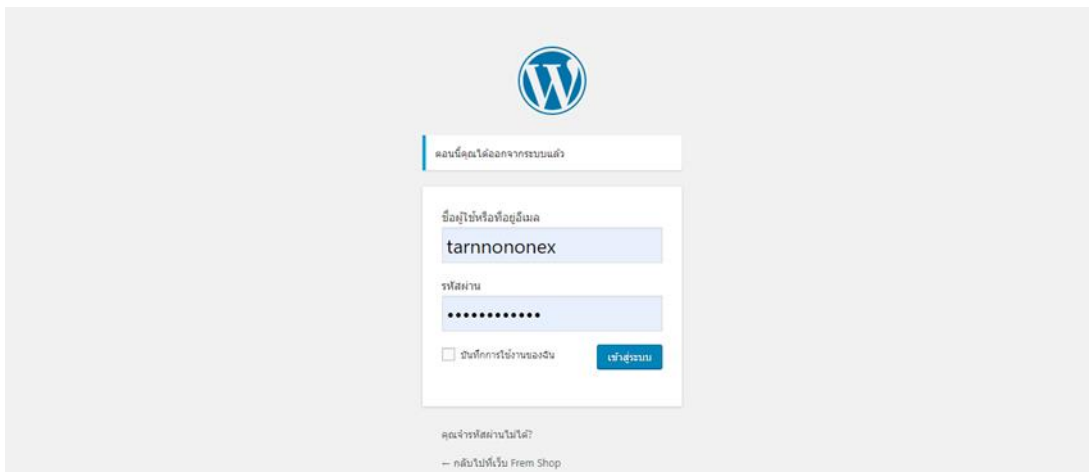 ตอนนี้คุณได้ออกจากระบบแล้ว
ชื่อผู้ใช้หรือที่อยู่อีเมล
tarnnononex
รหัสผ่าน
••••••••••••
บันทึกการใช้งานของฉัน
เข้าสู่ระบบ
คุณจำรหัสผ่านไม่ได้?
← กลับไปที่เว็บ Frem Shop